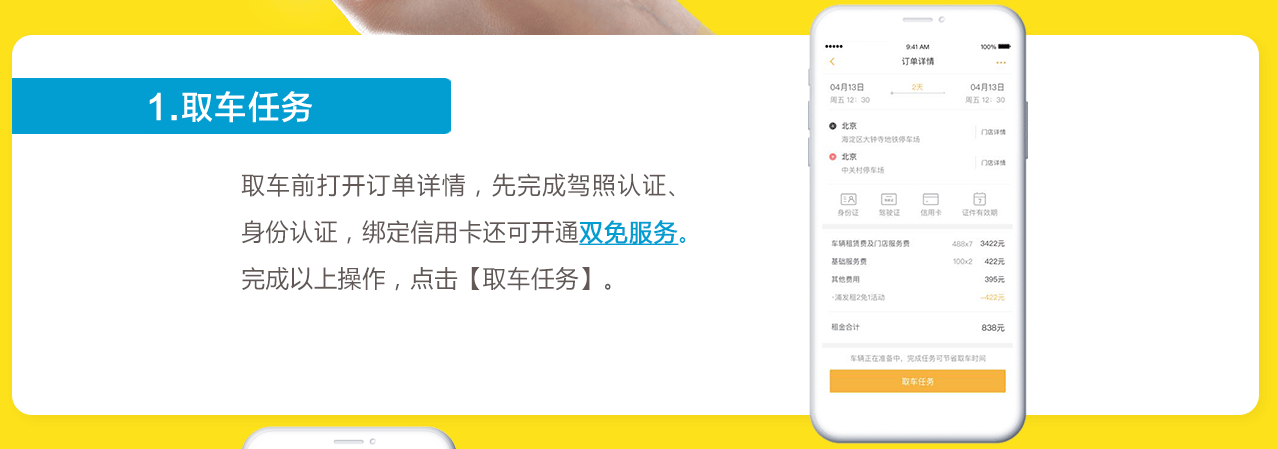 1.取车任务
取车前打开订单详情，先完成驾照认证、
身份认证，绑定信用卡还可开通双免服务。
完成以上操作，点击【取车任务】。
9:41 AM 100%
订单详情
04月13日 2天 04月13日
周五 12：30 周五 12：30
北京
海淀区大钟寺地铁停车场 门店详情
北京
中关村停车场 门店详情
身份证 驾驶证 信用卡 证件有效期
车辆租赁费及门店服务费 488x7 3422元
基础服务费 100x2 422元
其他费用 395元
·浦发租2免1活动 -422元
租金合计 838元
车辆正在准备中，完成任务可节省取车时间
取车任务